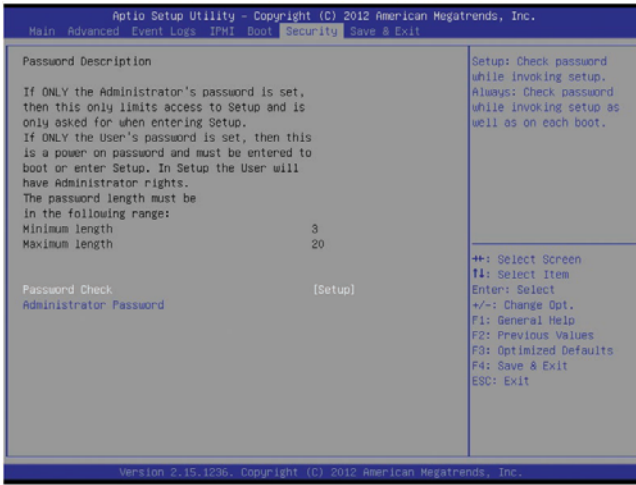 Aptio Setup Utility – Copyright (C) 2012 American Megatrends, Inc.
Main Advanced Event Logs IPMI Boot Security Save & Exit
Password Description
If ONLY the Administrator's password is set,
then this only limits access to Setup and is
only asked for when entering Setup.
If ONLY the User's password is set, then this
is a power on password and must be entered to
boot or enter Setup. In Setup the User will
have Administrator rights.
The password length must be
in the following range:
Minimum length 3
Maximum length 20
Password Check [Setup]
Administrator Password
Setup: Check password
while invoking setup.
Always: Check password
while invoking setup as
well as on each boot.
→←: Select Screen
↑↓: Select Item
Enter: Select
+/-: Change Opt.
F1: General Help
F2: Previous Values
F3: Optimized Defaults
F4: Save & Exit
ESC: Exit
Version 2.15.1236. Copyright (C) 2012 American Megatrends, Inc.